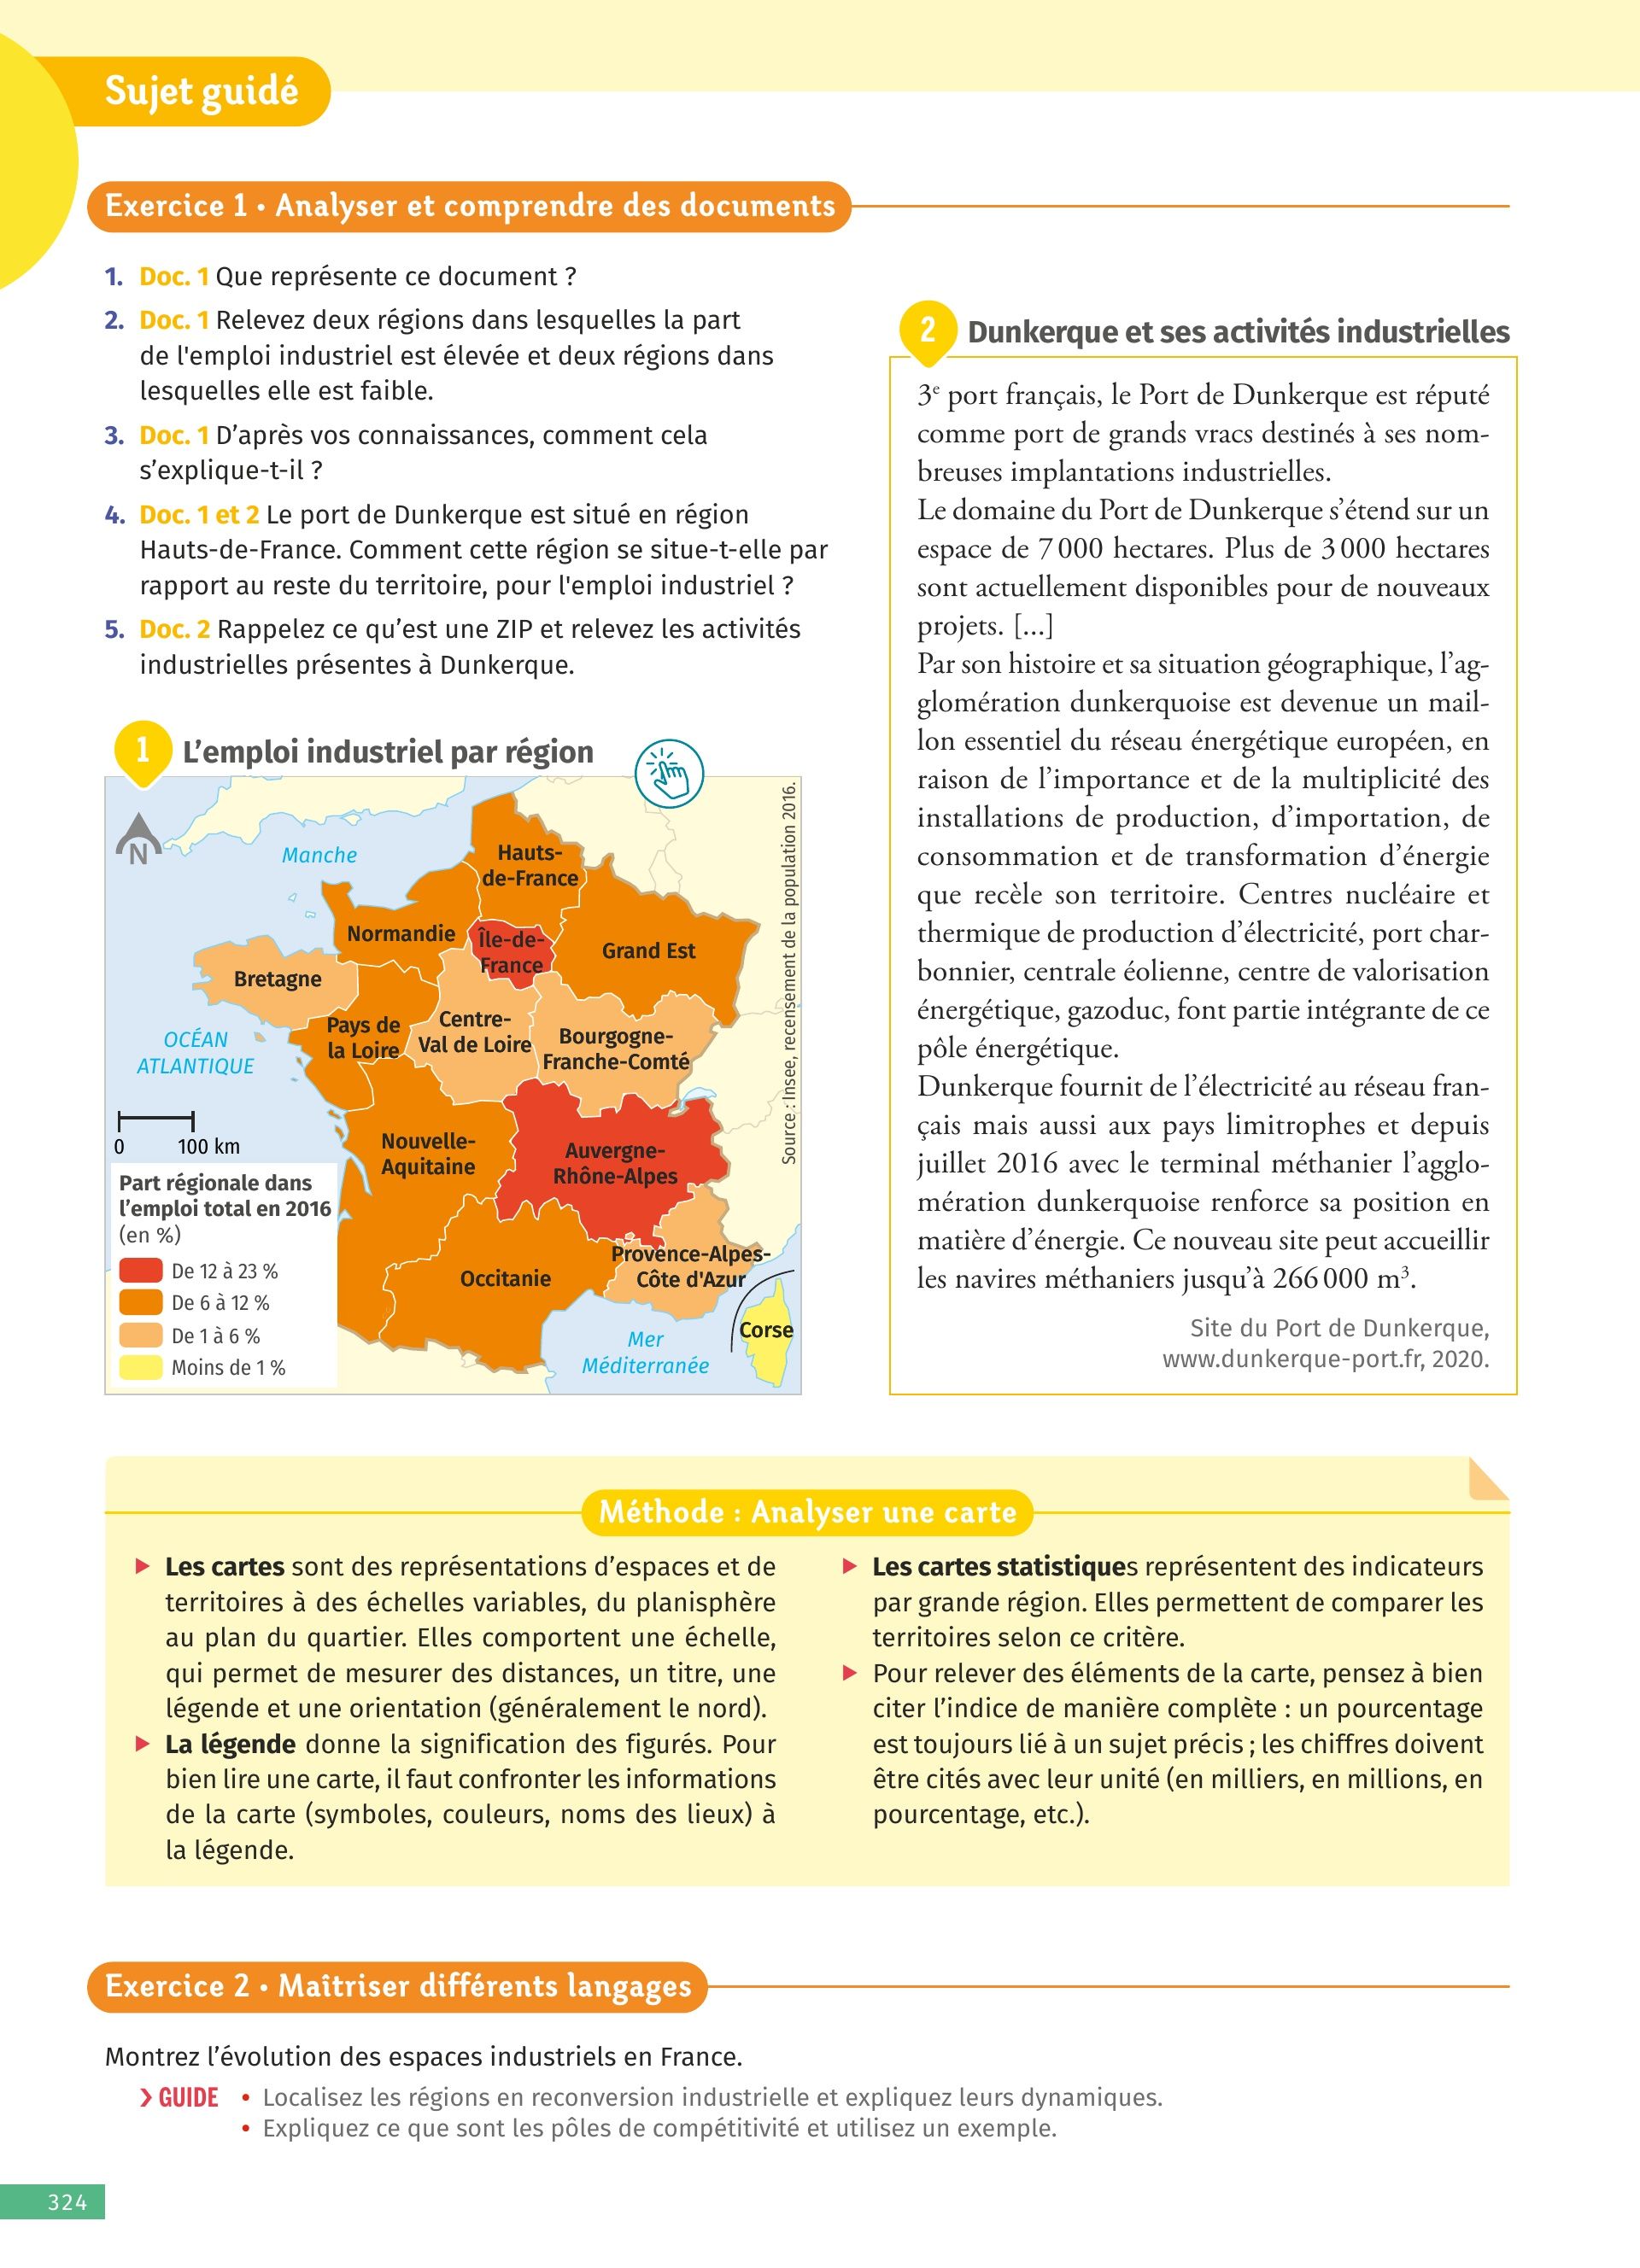 Sujet guidé
Exercice 1 • Analyser et comprendre des documents
1. Doc. 1 Que représente ce document ?
2. Doc. 1 Relevez deux régions dans lesquelles la part
de l'emploi industriel est élevée et deux régions dans
lesquelles elle est faible.
3. Doc. 1 D’après vos connaissances, comment cela
s’explique-t-il ?
4. Doc. 1 et 2 Le port de Dunkerque est situé en région
Hauts-de-France. Comment cette région se situe-t-elle par
rapport au reste du territoire, pour l'emploi industriel ?
5. Doc. 2 Rappelez ce qu’est une ZIP et relevez les activités
industrielles présentes à Dunkerque.
1 L’emploi industriel par région
N
Manche
Hauts-
de-France
Normandie
Île-de-
France
Grand Est
Bretagne
Pays de
la Loire
Centre-
Val de Loire
Bourgogne-
Franche-Comté
OCÉAN
ATLANTIQUE
0 100 km
Nouvelle-
Aquitaine
Auvergne-
Rhône-Alpes
Occitanie
Provence-Alpes-
Côte d'Azur
Corse
Mer
Méditerranée
Part régionale dans
l’emploi total en 2016
(en %)
De 12 à 23 %
De 6 à 12 %
De 1 à 6 %
Moins de 1 %
Source : Insee, recensement de la population 2016.
2 Dunkerque et ses activités industrielles
3e port français, le Port de Dunkerque est réputé
comme port de grands vracs destinés à ses nom-
breuses implantations industrielles.
Le domaine du Port de Dunkerque s’étend sur un
espace de 7 000 hectares. Plus de 3 000 hectares
sont actuellement disponibles pour de nouveaux
projets. [...]
Par son histoire et sa situation géographique, l’ag-
glomération dunkerquoise est devenue un mail-
lon essentiel du réseau énergétique européen, en
raison de l’importance et de la multiplicité des
installations de production, d’importation, de
consommation et de transformation d’énergie
que recèle son territoire. Centres nucléaire et
thermique de production d’électricité, port char-
bonnier, centrale éolienne, centre de valorisation
énergétique, gazoduc, font partie intégrante de ce
pôle énergétique.
Dunkerque fournit de l’électricité au réseau fran-
çais mais aussi aux pays limitrophes et depuis
juillet 2016 avec le terminal méthanier l’agglo-
mération dunkerquoise renforce sa position en
matière d’énergie. Ce nouveau site peut accueillir
les navires méthaniers jusqu’à 266 000 m³.
Site du Port de Dunkerque,
www.dunkerque-port.fr, 2020.
Méthode : Analyser une carte
Les cartes sont des représentations d’espaces et de
territoires à des échelles variables, du planisphère
au plan du quartier. Elles comportent une échelle,
qui permet de mesurer des distances, un titre, une
légende et une orientation (généralement le nord).
La légende donne la signification des figurés. Pour
bien lire une carte, il faut confronter les informations
de la carte (symboles, couleurs, noms des lieux) à
la légende.
Les cartes statistiques représentent des indicateurs
par grande région. Elles permettent de comparer les
territoires selon ce critère.
Pour relever des éléments de la carte, pensez à bien
citer l’indice de manière complète : un pourcentage
est toujours lié à un sujet précis ; les chiffres doivent
être cités avec leur unité (en milliers, en millions, en
pourcentage, etc.).
Exercice 2 • Maîtriser différents langages
Montrez l’évolution des espaces industriels en France.
GUIDE • Localisez les régions en reconversion industrielle et expliquez leurs dynamiques.
• Expliquez ce que sont les pôles de compétitivité et utilisez un exemple.
324